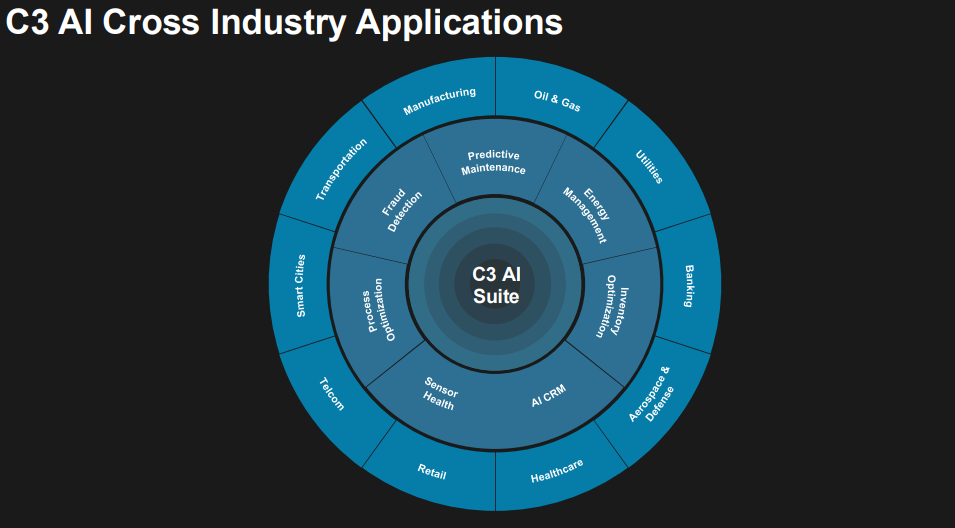 C3 AI Cross Industry Applications
Manufacturing
Oil & Gas
Utilities
Banking
Aerospace &
Defense
Healthcare
Retail
Telcom
Smart Cities
Transportation
Predictive
Maintenance
Energy
Management
Inventory
Optimization
AI CRM
Sensor
Health
Process
Optimization
Fraud
Detection
C3 AI
Suite